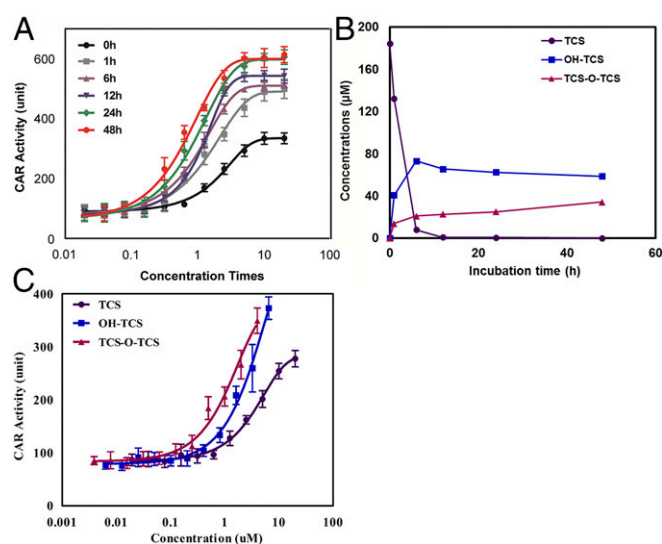 A
CAR Activity (unit)
600
400
200
0
0h
1h
6h
12h
24h
48h
0.01 0.1 1 10 100
Concentration Times
B
Concentrations (µM)
200
160
120
80
40
0
TCS
OH-TCS
TCS-O-TCS
0 20 40 60
Incubation time (h)
C
CAR Activity (unit)
400
300
200
100
0
TCS
OH-TCS
TCS-O-TCS
0.001 0.01 0.1 1 10 100
Concentration (uM)